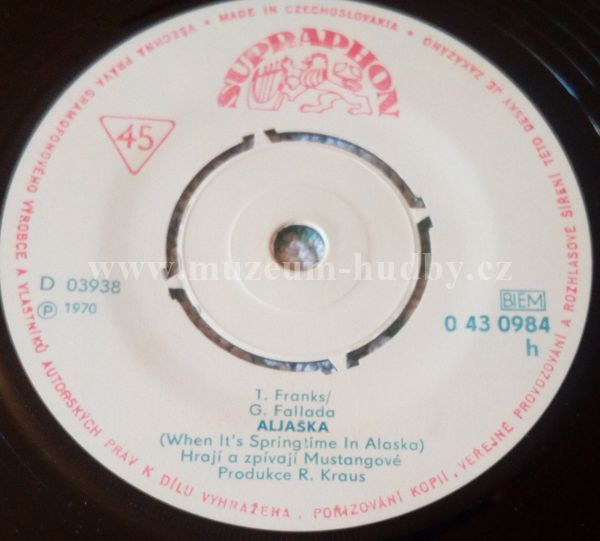 VŠECHNA PRÁVA GRAMOFONOVÉHO VÝROBCE A VLASTNÍKŮ AUTORSKÝCH PRÁV K DÍLU VYHRAŽENA. POŘIZOVÁNÍ KOPIÍ, VEŘEJNÉ PROVOZOVÁNÍ A ROZHLASOVÉ ŠÍŘENÍ TÉTO DESKY JE ZAKÁZÁNO
MADE IN CZECHOSLOVAKIA
SUPRAPHON
45
www.muzeum-hudby.cz
D 03938
Ⓟ 1970
BIEM
0 43 0984
h
T. Franks/
G. Fallada
ALJAŠKA
(When It's Springtime In Alaska)
Hrají a zpívají Mustangové
Produkce R. Kraus